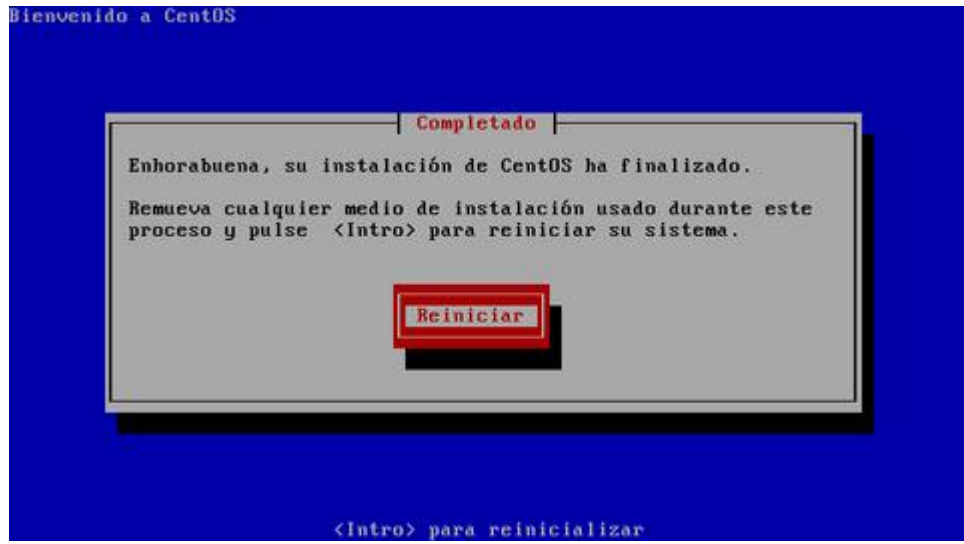 Bienvenido a CentOS
Completado
Enhorabuena, su instalación de CentOS ha finalizado.
Remueva cualquier medio de instalación usado durante este
proceso y pulse <Intro> para reiniciar su sistema.
Reiniciar
<Intro> para reinicializar